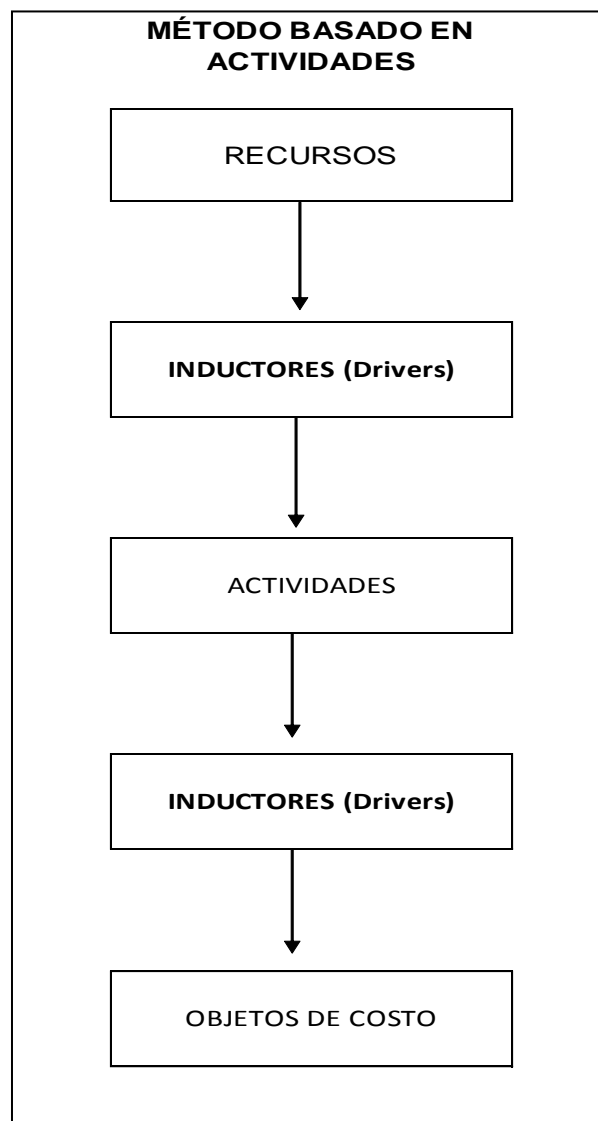 MÉTODO BASADO EN
ACTIVIDADES
RECURSOS
INDUCTORES (Drivers)
ACTIVIDADES
INDUCTORES (Drivers)
OBJETOS DE COSTO